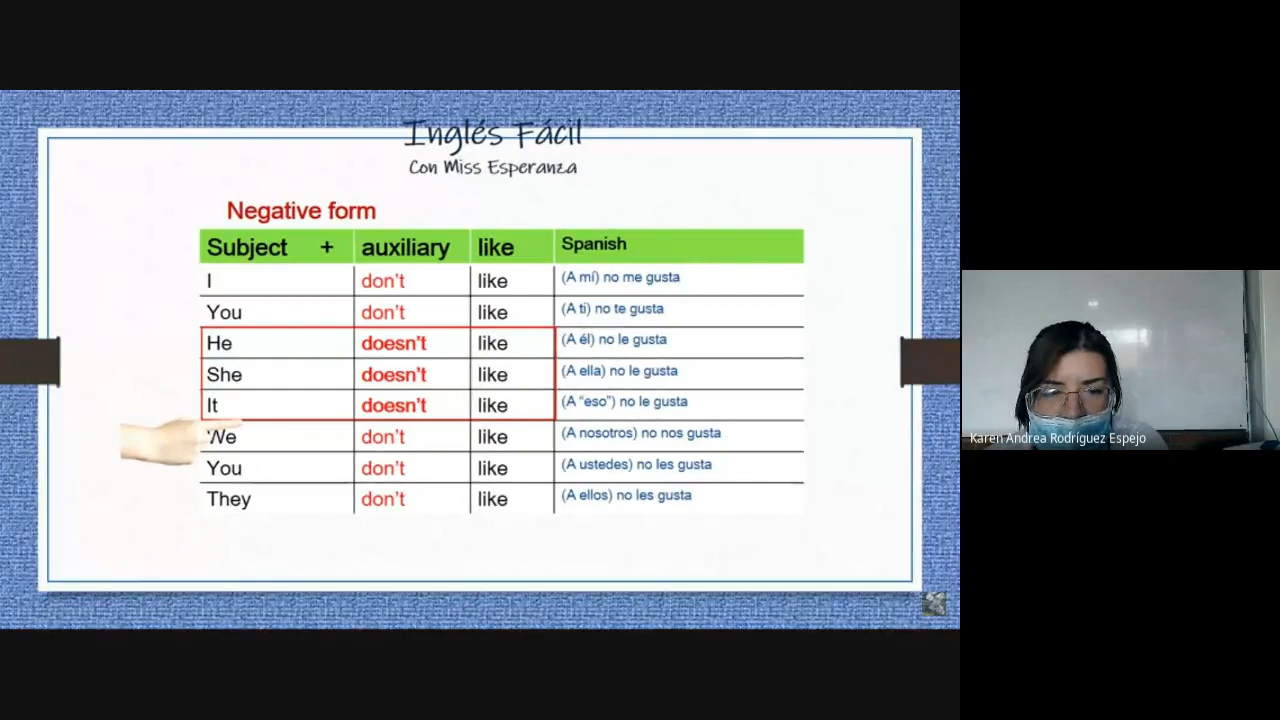 Inglés Fácil
Con Miss Esperanza
Negative form
Subject + auxiliary like Spanish
I don't like (A mí) no me gusta
You don't like (A ti) no te gusta
He doesn't like (A él) no le gusta
She doesn't like (A ella) no le gusta
It doesn't like (A “eso”) no le gusta
We don't like (A nosotros) no nos gusta
You don't like (A ustedes) no les gusta
They don't like (A ellos) no les gusta
Karen Andrea Rodríguez Espejo